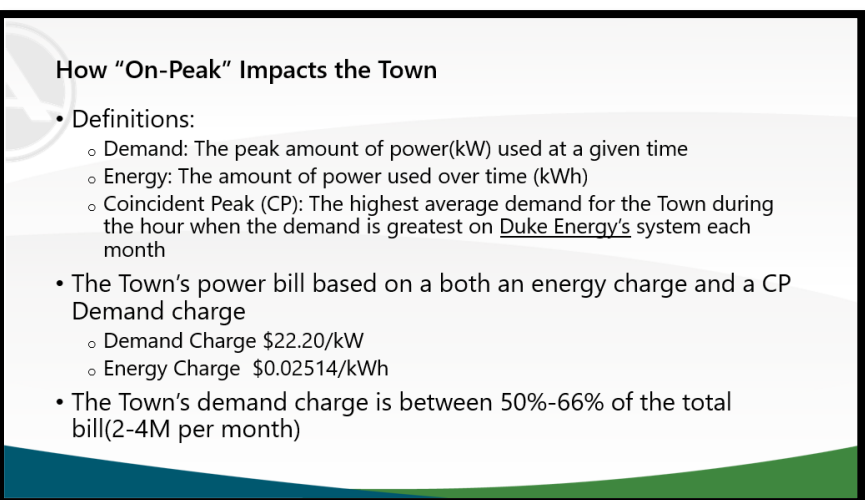 How “On-Peak” Impacts the Town
• Definitions:
○ Demand: The peak amount of power(kW) used at a given time
○ Energy: The amount of power used over time (kWh)
○ Coincident Peak (CP): The highest average demand for the Town during
the hour when the demand is greatest on Duke Energy’s system each
month
• The Town’s power bill based on a both an energy charge and a CP
Demand charge
○ Demand Charge $22.20/kW
○ Energy Charge  $0.02514/kWh
• The Town’s demand charge is between 50%-66% of the total
bill(2-4M per month)